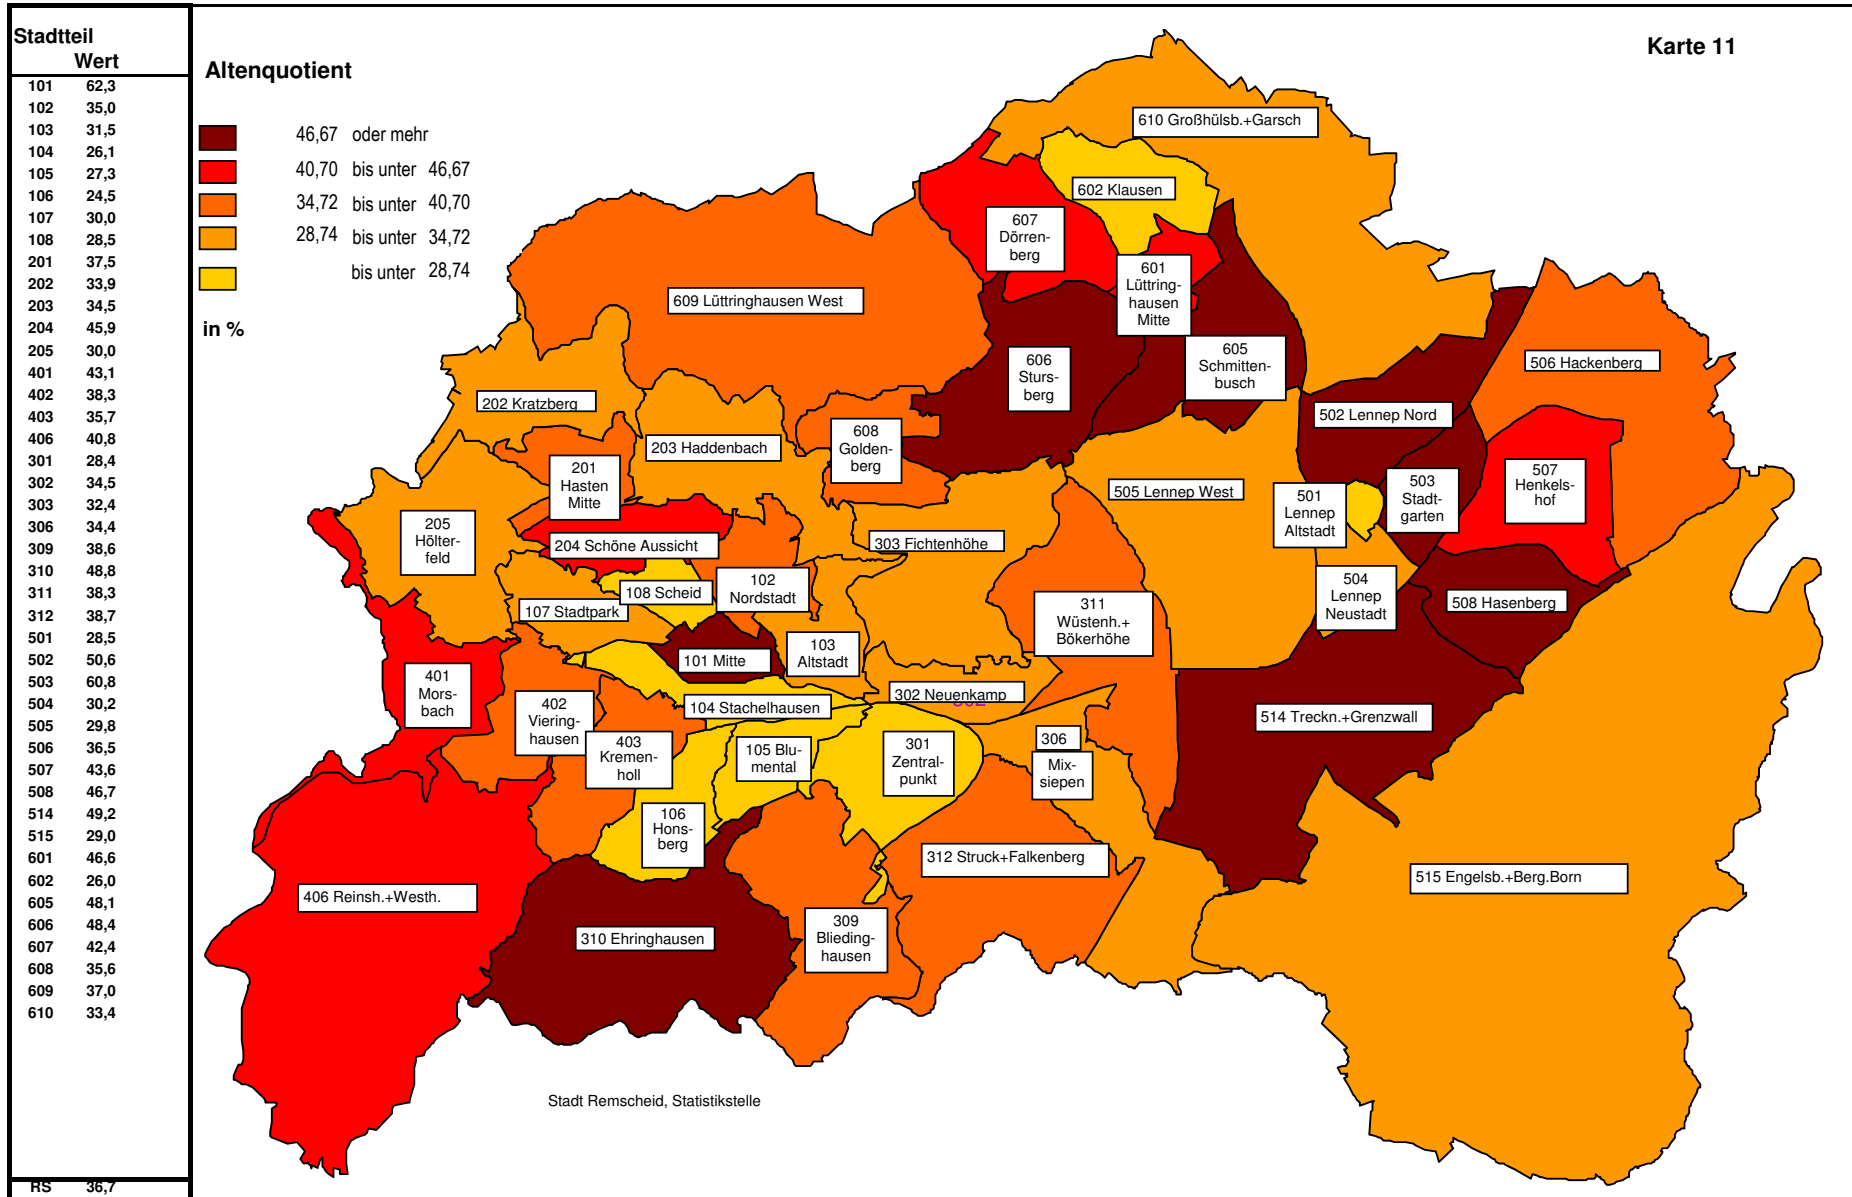 Stadtteil
Wert
101 62,3
102 35,0
103 31,5
104 26,1
105 27,3
106 24,5
107 30,0
108 28,5
201 37,5
202 33,9
203 34,5
204 45,9
205 30,0
401 43,1
402 38,3
403 35,7
406 40,8
301 28,4
302 34,5
303 32,4
306 34,4
309 38,6
310 48,8
311 38,3
312 38,7
501 28,5
502 50,6
503 60,8
504 30,2
505 29,8
506 36,5
507 43,6
508 46,7
514 49,2
515 29,0
601 46,6
602 26,0
605 48,1
606 48,4
607 42,4
608 35,6
609 37,0
610 33,4
RS 36,7
Karte 11
Altenquotient
46,67 oder mehr
40,70 bis unter 46,67
34,72 bis unter 40,70
28,74 bis unter 34,72
bis unter 28,74
in %
610 Großhülsb.+Garsch
602 Klausen
607
Dörren-
berg
601
Lüttring-
hausen
Mitte
609 Lüttringhausen West
605
Schmitten-
busch
606
Sturs-
berg
506 Hackenberg
502 Lennep Nord
202 Kratzberg
203 Haddenbach
608
Golden-
berg
201
Hasten
Mitte
507
Henkels-
hof
503
Stadt-
garten
505 Lennep West
501
Lennep
Altstadt
205
Hölter-
feld
204 Schöne Aussicht
303 Fichtenhöhe
102
Nordstadt
108 Scheid
107 Stadtpark
504
Lennep
Neustadt
508 Hasenberg
311
Wüstenh.+
Bökerhöhe
103
Altstadt
101 Mitte
401
Mors-
bach
302 Neuenkamp
302
104 Stachelhausen
402
Viering-
hausen
514 Treckn.+Grenzwall
403
Kremen-
holl
105 Blu-
mental
301
Zentral-
punkt
306
Mix-
siepen
106
Hons-
berg
312 Struck+Falkenberg
515 Engelsb.+Berg.Born
406 Reinsh.+Westh.
310 Ehringhausen
309
Blieding-
hausen
Stadt Remscheid, Statistikstelle